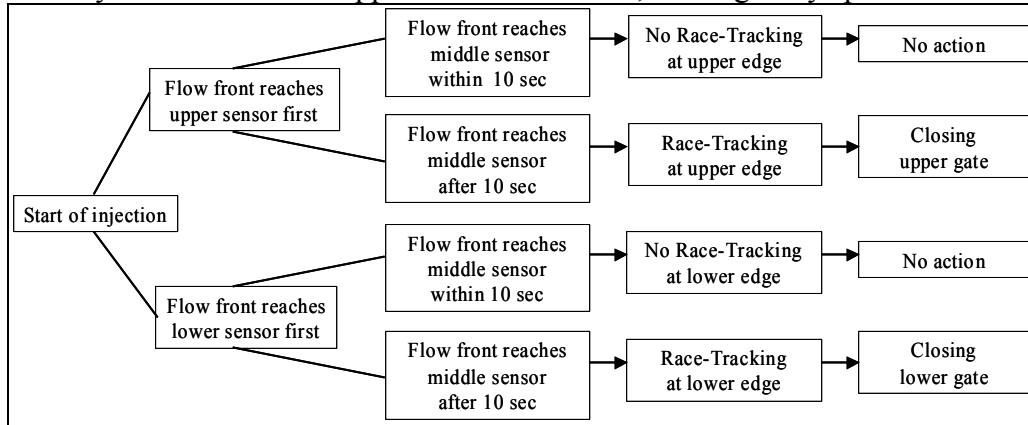 Flow front reaches
middle sensor
within 10 sec
No Race-Tracking
at upper edge
No action
Flow front reaches
upper sensor first
Flow front reaches
middle sensor
after 10 sec
Race-Tracking
at upper edge
Closing
upper gate
Start of injection
Flow front reaches
middle sensor
within 10 sec
No Race-Tracking
at lower edge
No action
Flow front reaches
lower sensor first
Flow front reaches
middle sensor
after 10 sec
Race-Tracking
at lower edge
Closing
lower gate